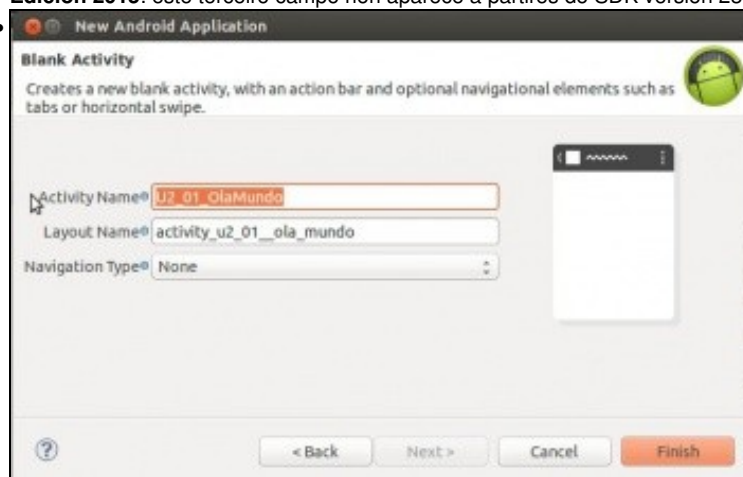 New Android Application
Blank Activity
Creates a new blank activity, with an action bar and optional navigational elements such as
tabs or horizontal swipe.
Activity Name U2_01_OlaMundo
Layout Name activity_u2_01__ola_mundo
Navigation Type None
< Back Next > Cancel Finish